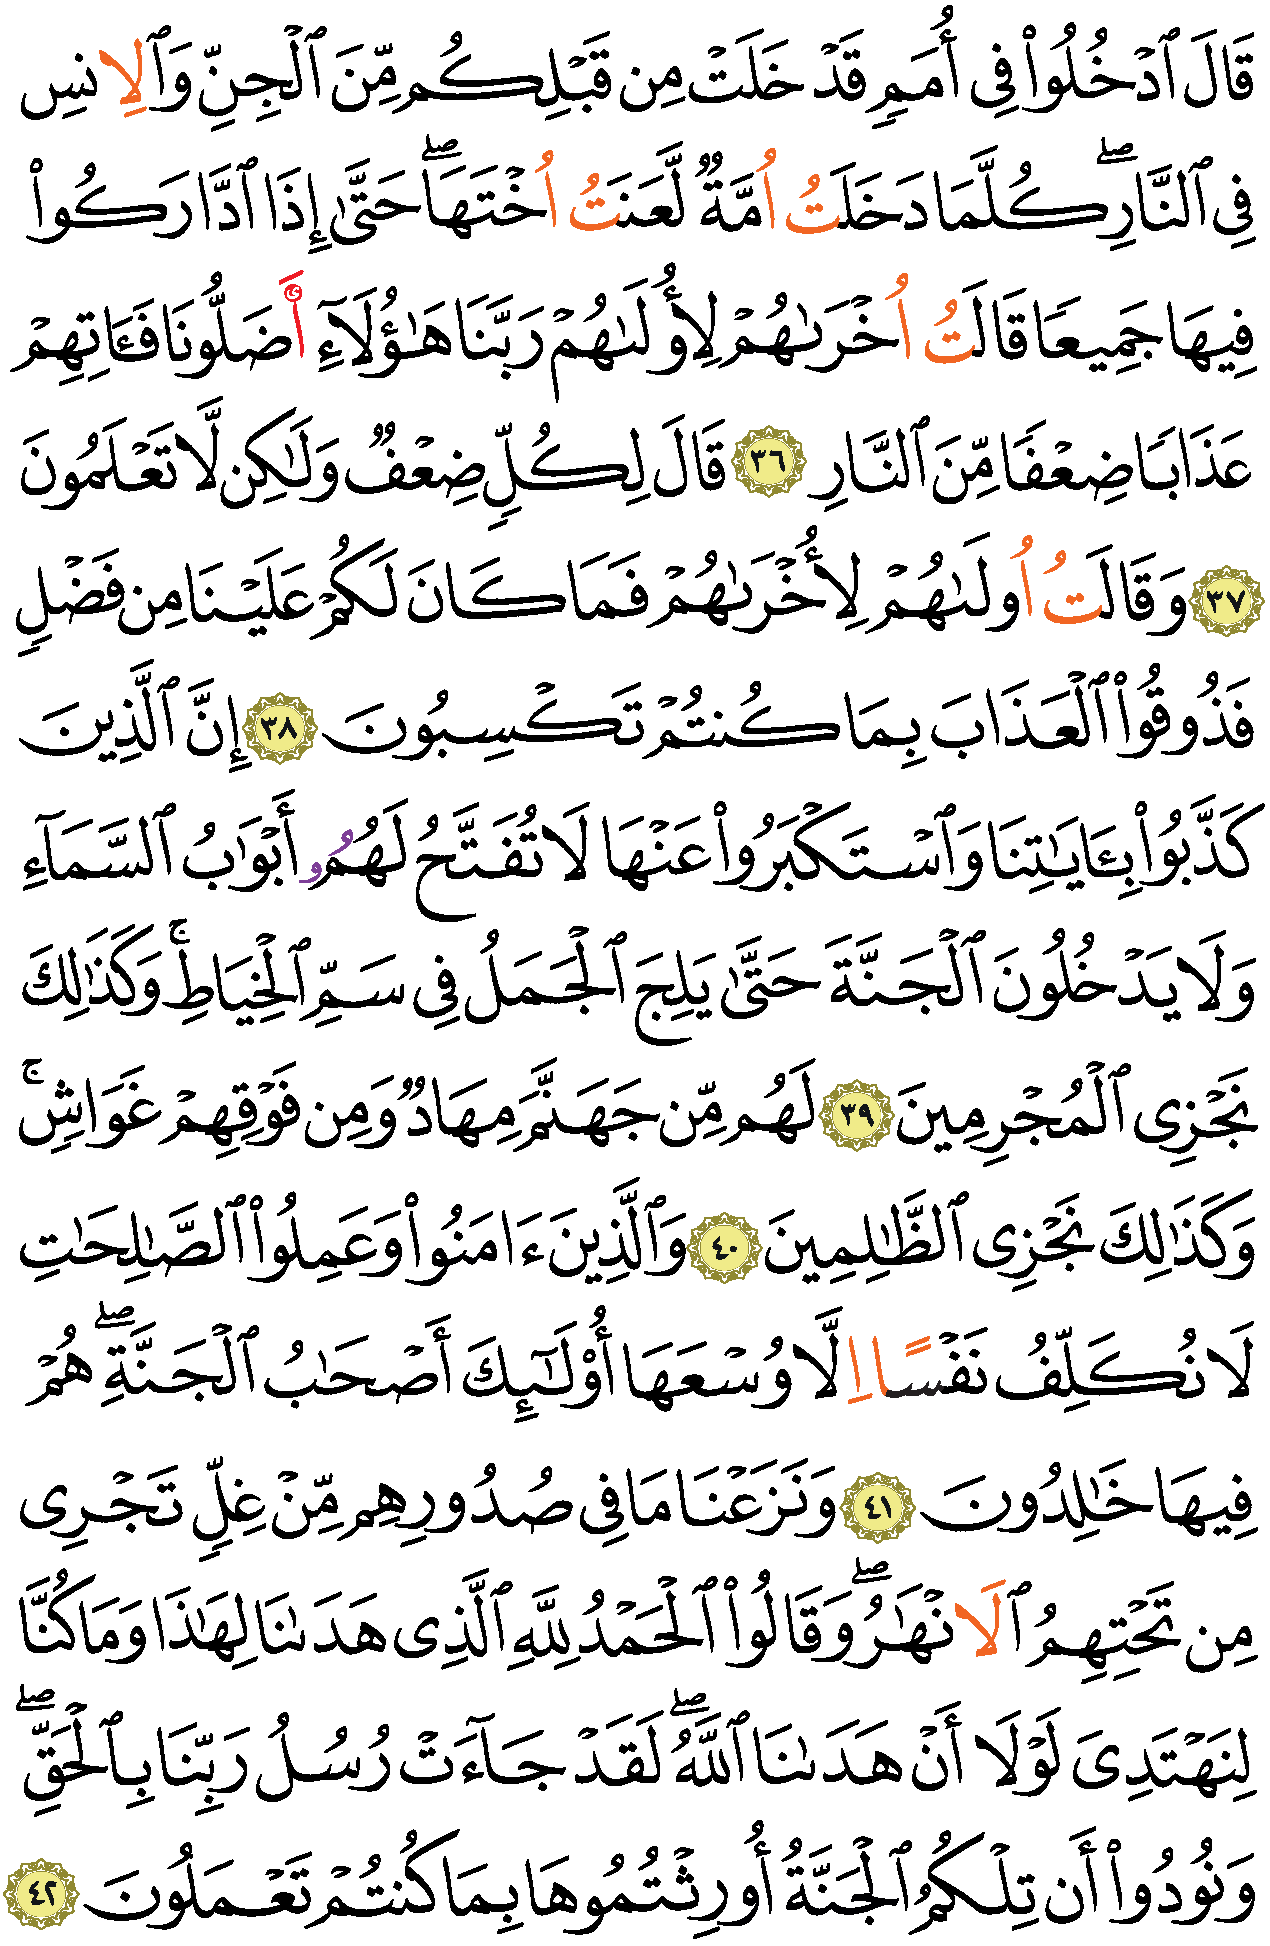 قَالَ ٱدۡخُلُواْ فِي أُمَمٖ قَدۡ خَلَتۡ مِن قَبۡلِكُم مِّنَ ٱلۡجِنِّ وَٱلِانسِ
فِي ٱلنَّارِۖ كُلَّمَا دَخَلَتُ اُمَّةٞ لَّعَنَتُ اُخۡتَهَاۖ حَتَّىٰ إِذَا ٱدَّارَكُواْ
فِيهَا جَمِيعٗا قَالَتُ اُخۡرَىٰهُمۡ لِأُولَىٰهُمۡ رَبَّنَا هَٰٓؤُلَآءِ اَ۬ضَلُّونَا فَـَٔاتِهِمۡ
عَذَابٗا ضِعۡفٗا مِّنَ ٱلنَّارِ ٣٦ قَالَ لِكُلّٖ ضِعۡفٞ وَلَٰكِن لَّا تَعۡلَمُونَ
٣٧ وَقَالَتُ اُولَىٰهُمۡ لِأُخۡرَىٰهُمۡ فَمَا كَانَ لَكُمۡ عَلَيۡنَا مِن فَضۡلٖ
فَذُوقُواْ ٱلۡعَذَابَ بِمَا كُنتُمۡ تَكۡسِبُونَ ٣٨ إِنَّ ٱلَّذِينَ
كَذَّبُواْ بِـَٔايَٰتِنَا وَٱسۡتَكۡبَرُواْ عَنۡهَا لَا تُفَتَّحُ لَهُمُۥ أَبۡوَٰبُ ٱلسَّمَآءِ
وَلَا يَدۡخُلُونَ ٱلۡجَنَّةَ حَتَّىٰ يَلِجَ ٱلۡجَمَلُ فِي سَمِّ ٱلۡخِيَاطِۚ وَكَذَٰلِكَ
نَجۡزِي ٱلۡمُجۡرِمِينَ ٣٩ لَهُم مِّن جَهَنَّمَ مِهَادٞ وَمِن فَوۡقِهِمۡ غَوَاشٖۚ
وَكَذَٰلِكَ نَجۡزِي ٱلظَّٰلِمِينَ ٤٠ وَٱلَّذِينَ ءَامَنُواْ وَعَمِلُواْ ٱلصَّٰلِحَٰتِ
لَا نُكَلِّفُ نَفۡسًا اِلَّا وُسۡعَهَا أُوْلَٰٓئِكَ أَصۡحَٰبُ ٱلۡجَنَّةِۖ هُمۡ
فِيهَا خَٰلِدُونَ ٤١ وَنَزَعۡنَا مَا فِي صُدُورِهِم مِّنۡ غِلّٖ تَجۡرِي
مِن تَحۡتِهِمُ ٱلَانۡهَٰرُۖ وَقَالُواْ ٱلۡحَمۡدُ لِلَّهِ ٱلَّذِي هَدَىٰنَا لِهَٰذَا وَمَا كُنَّا
لِنَهۡتَدِيَ لَوۡلَا أَنۡ هَدَىٰنَا ٱللَّهُۖ لَقَدۡ جَآءَتۡ رُسُلُ رَبِّنَا بِٱلۡحَقِّۖ
وَنُودُواْ أَن تِلۡكُمُ ٱلۡجَنَّةُ أُورِثۡتُمُوهَا بِمَا كُنتُمۡ تَعۡمَلُونَ ٤٢